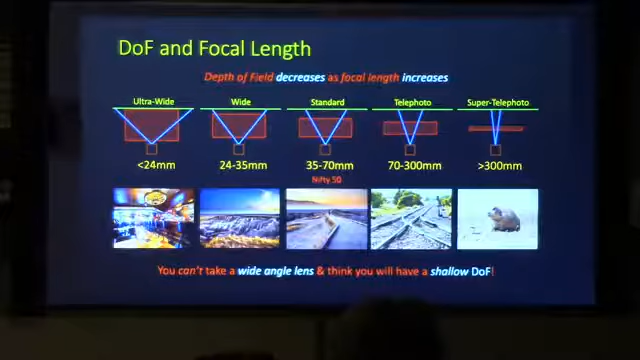 DoF and Focal Length
Depth of Field decreases as focal length increases
Ultra-Wide Wide Standard Telephoto Super-Telephoto
<24mm 24-35mm 35-70mm 70-300mm >300mm
Nifty 50
You can't take a wide angle lens & think you will have a shallow DoF!